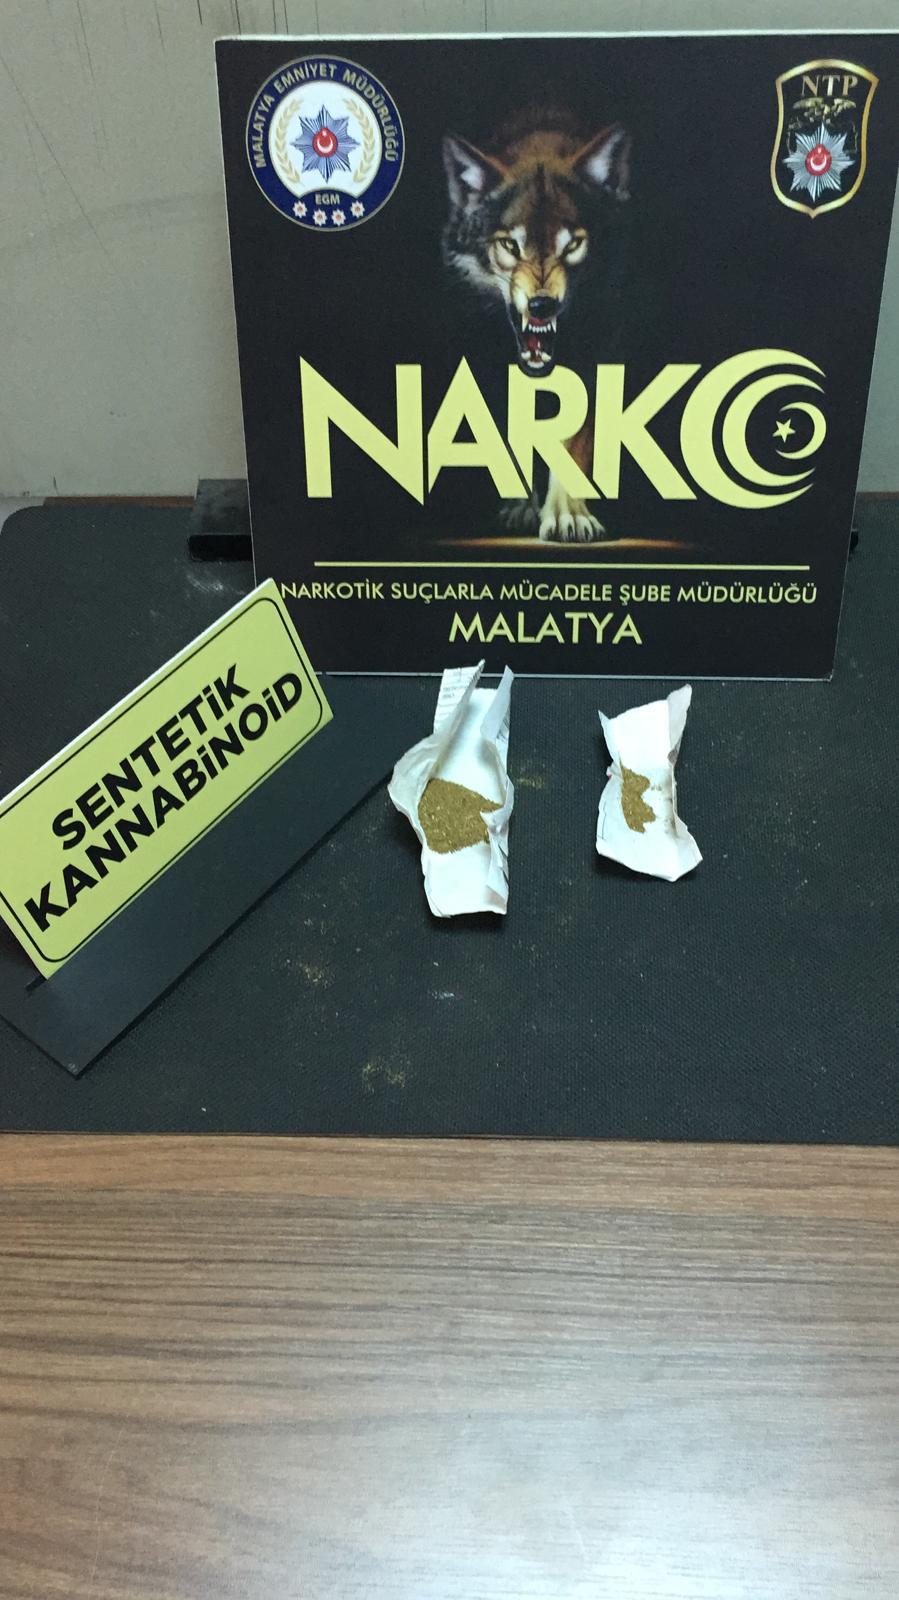 MALATYA EMNİYET MÜDÜRLÜĞÜ
EGM
NTP
NARKO
NARKOTİK SUÇLARLA MÜCADELE ŞUBE MÜDÜRLÜĞÜ
MALATYA
SENTETİK
KANNABİNOİD